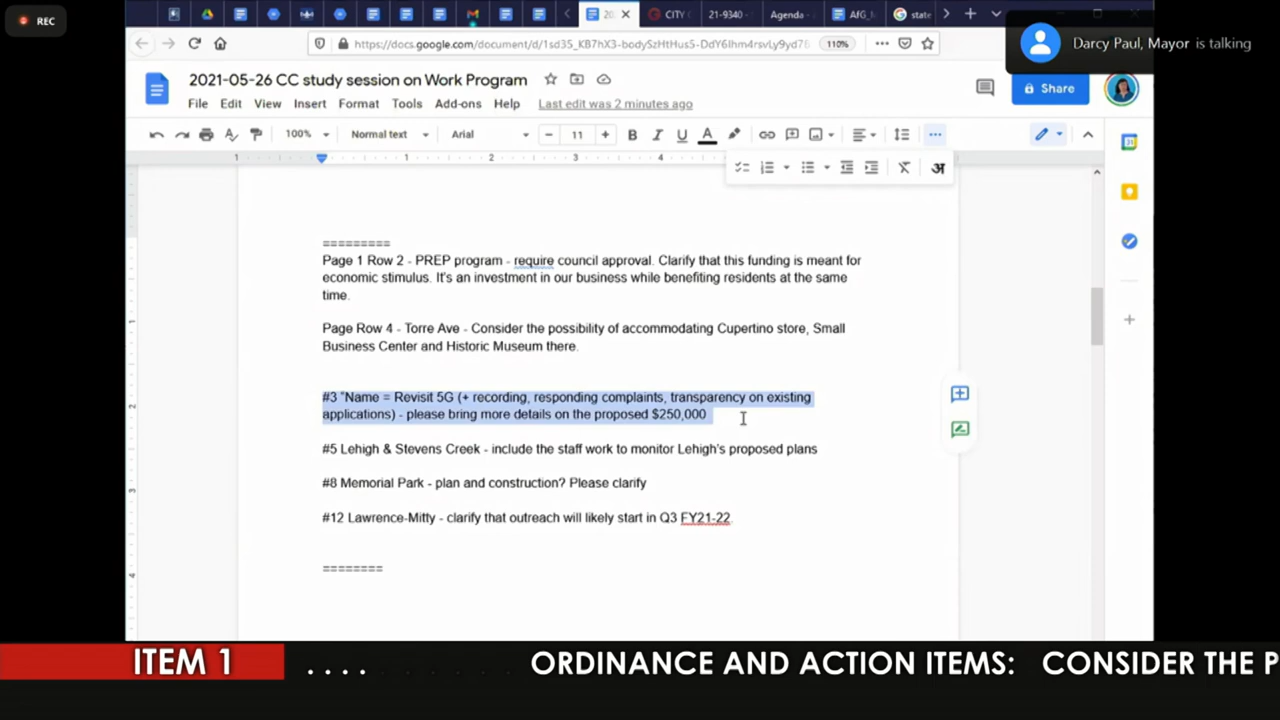 REC
CITY C
21-9340 -
Agenda -
AfG_
state
https://docs.google.com/document/d/1sd35_KB7hX3-bodySzHtHus5-DdY6Ihm4rsvLy9yd7
110%
Darcy Paul, Mayor is talking
2021-05-26 CC study session on Work Program
File Edit View Insert Format Tools Add-ons Help Last edit was 2 minutes ago
Share
100% Normal text Arial 11
1 1 2 3 4
=========
Page 1 Row 2 - PREP program - require council approval. Clarify that this funding is meant for
economic stimulus. It's an investment in our business while benefiting residents at the same
time.
Page Row 4 - Torre Ave - Consider the possibility of accommodating Cupertino store, Small
Business Center and Historic Museum there.
#3 "Name = Revisit 5G (+ recording, responding complaints, transparency on existing
applications) - please bring more details on the proposed $250,000
#5 Lehigh & Stevens Creek - include the staff work to monitor Lehigh's proposed plans
#8 Memorial Park - plan and construction? Please clarify
#12 Lawrence-Mitty - clarify that outreach will likely start in Q3 FY21-22.
========
ITEM 1 . . . . ORDINANCE AND ACTION ITEMS: CONSIDER THE P